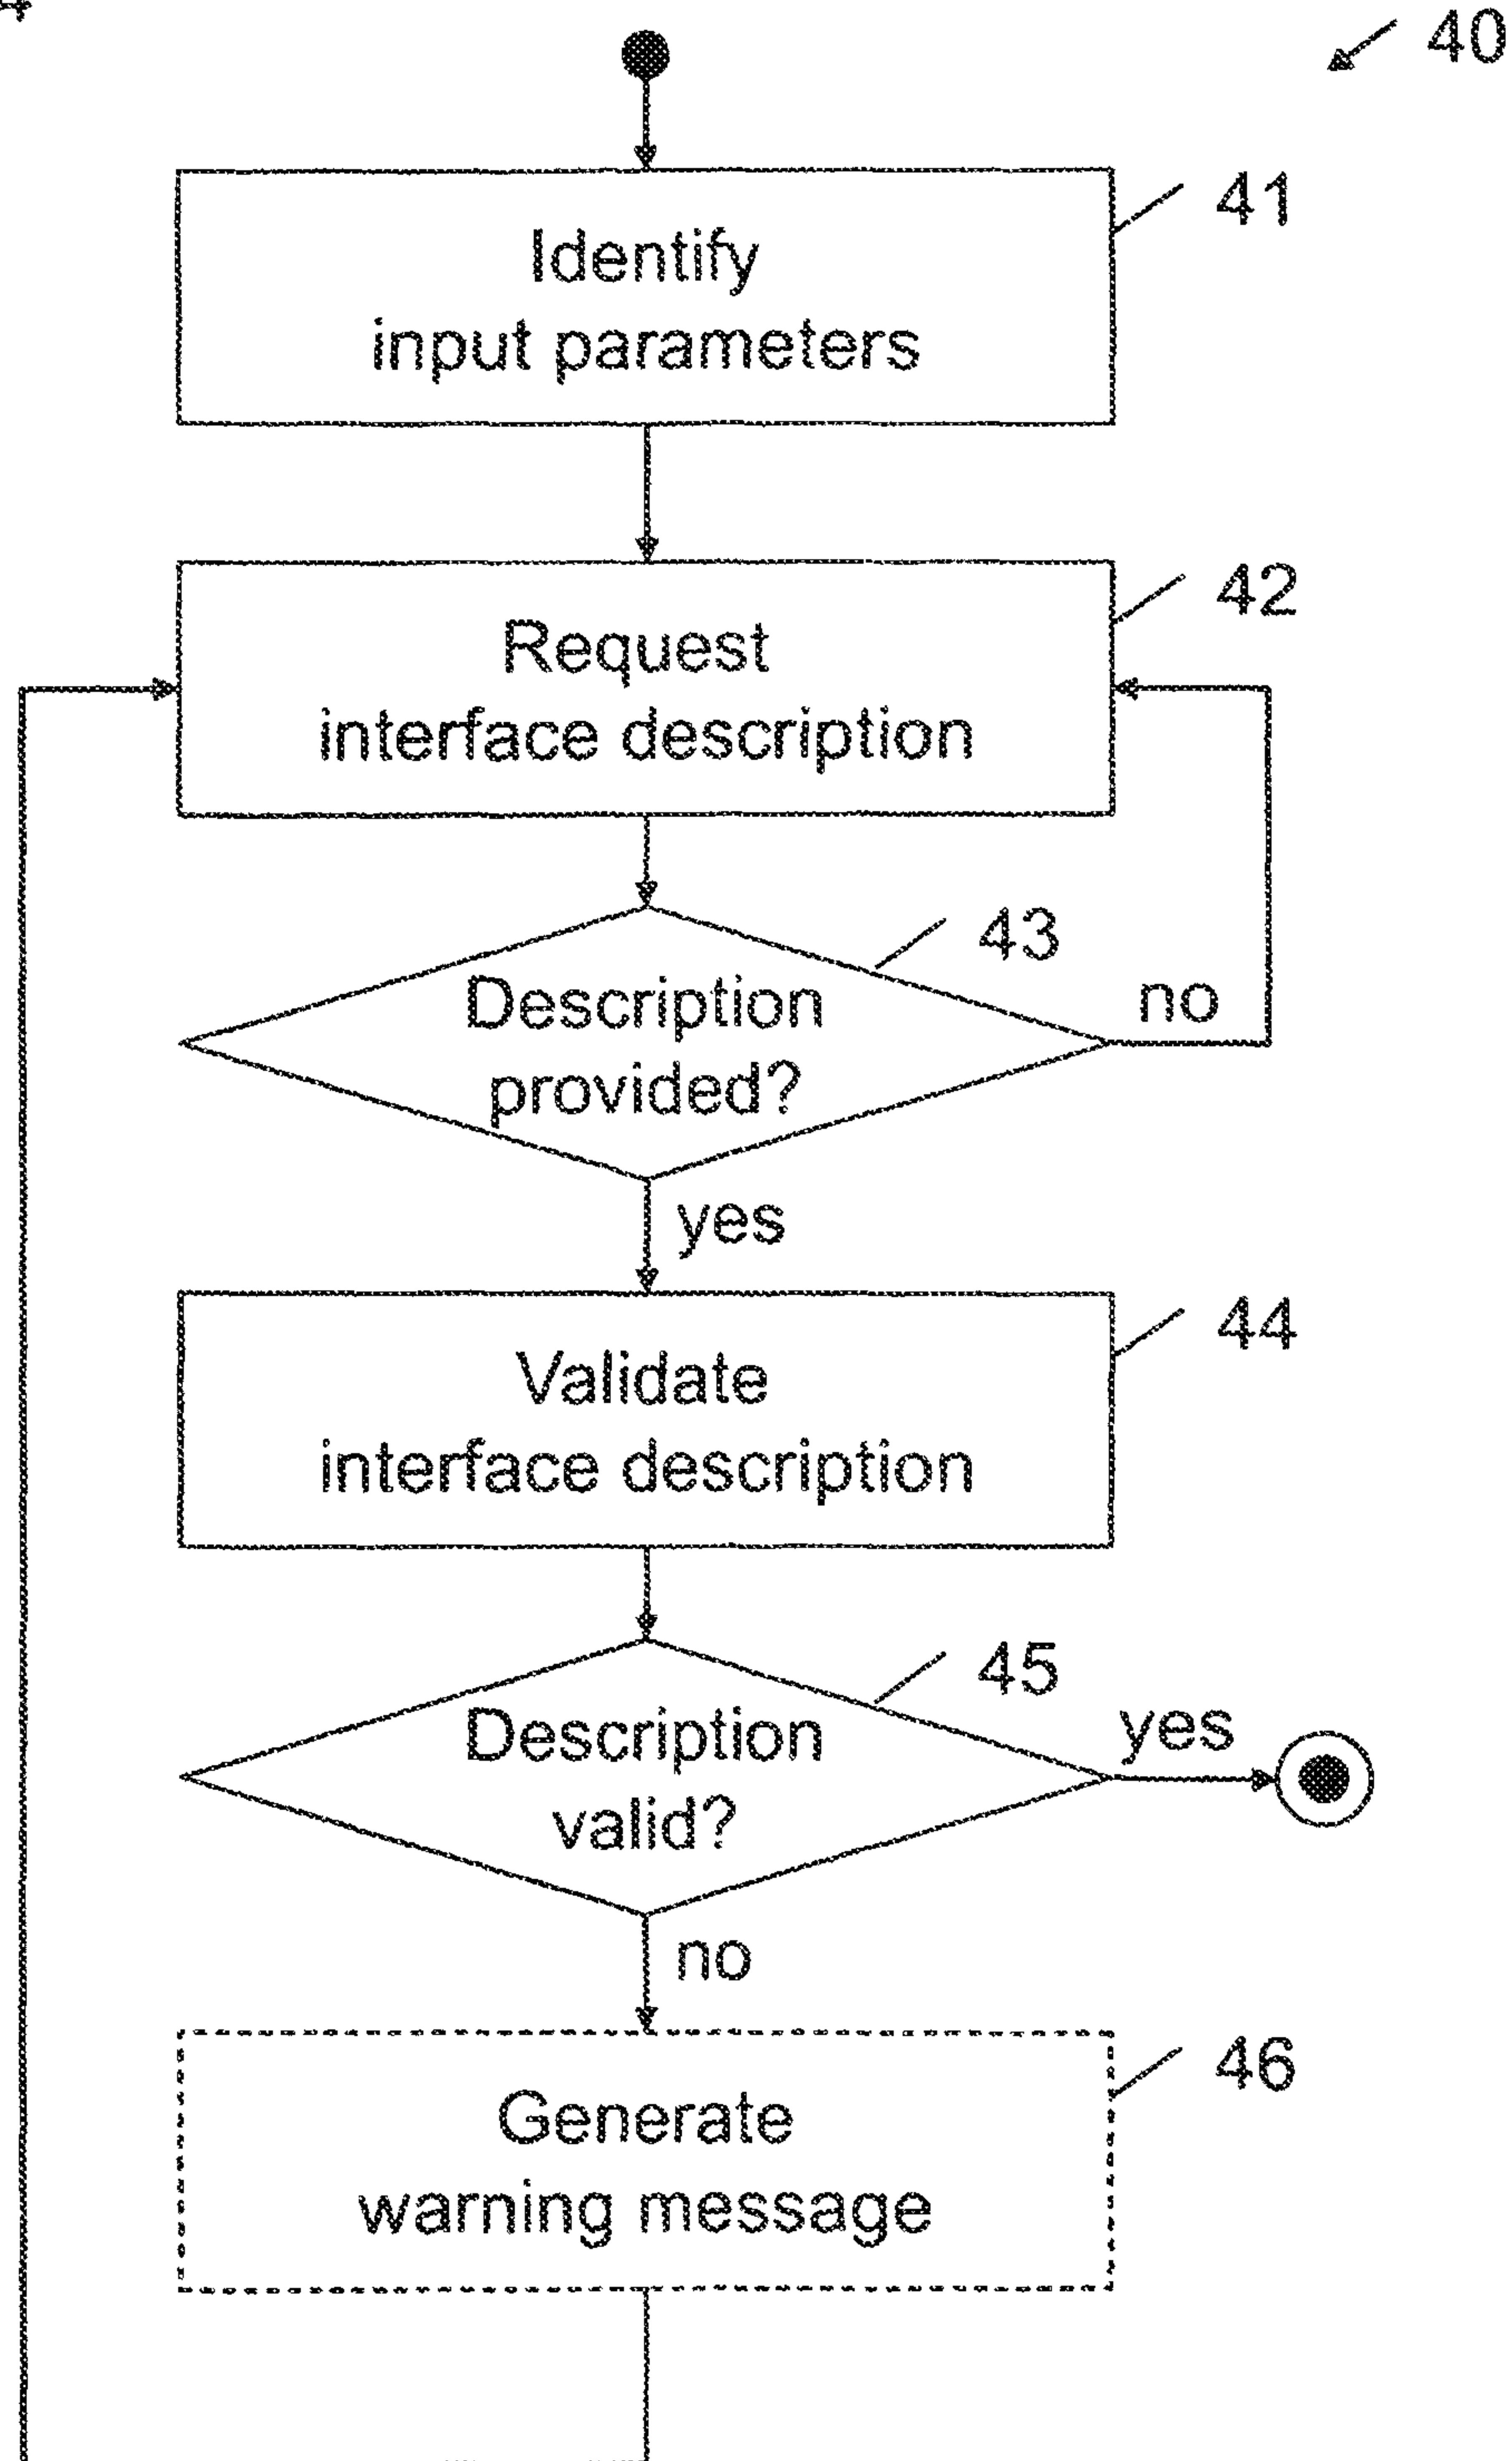 40
41
Identify
input parameters
42
Request
interface description
43
Description
provided?
no
yes
44
Validate
interface description
45
Description
valid?
yes
no
46
Generate
warning message